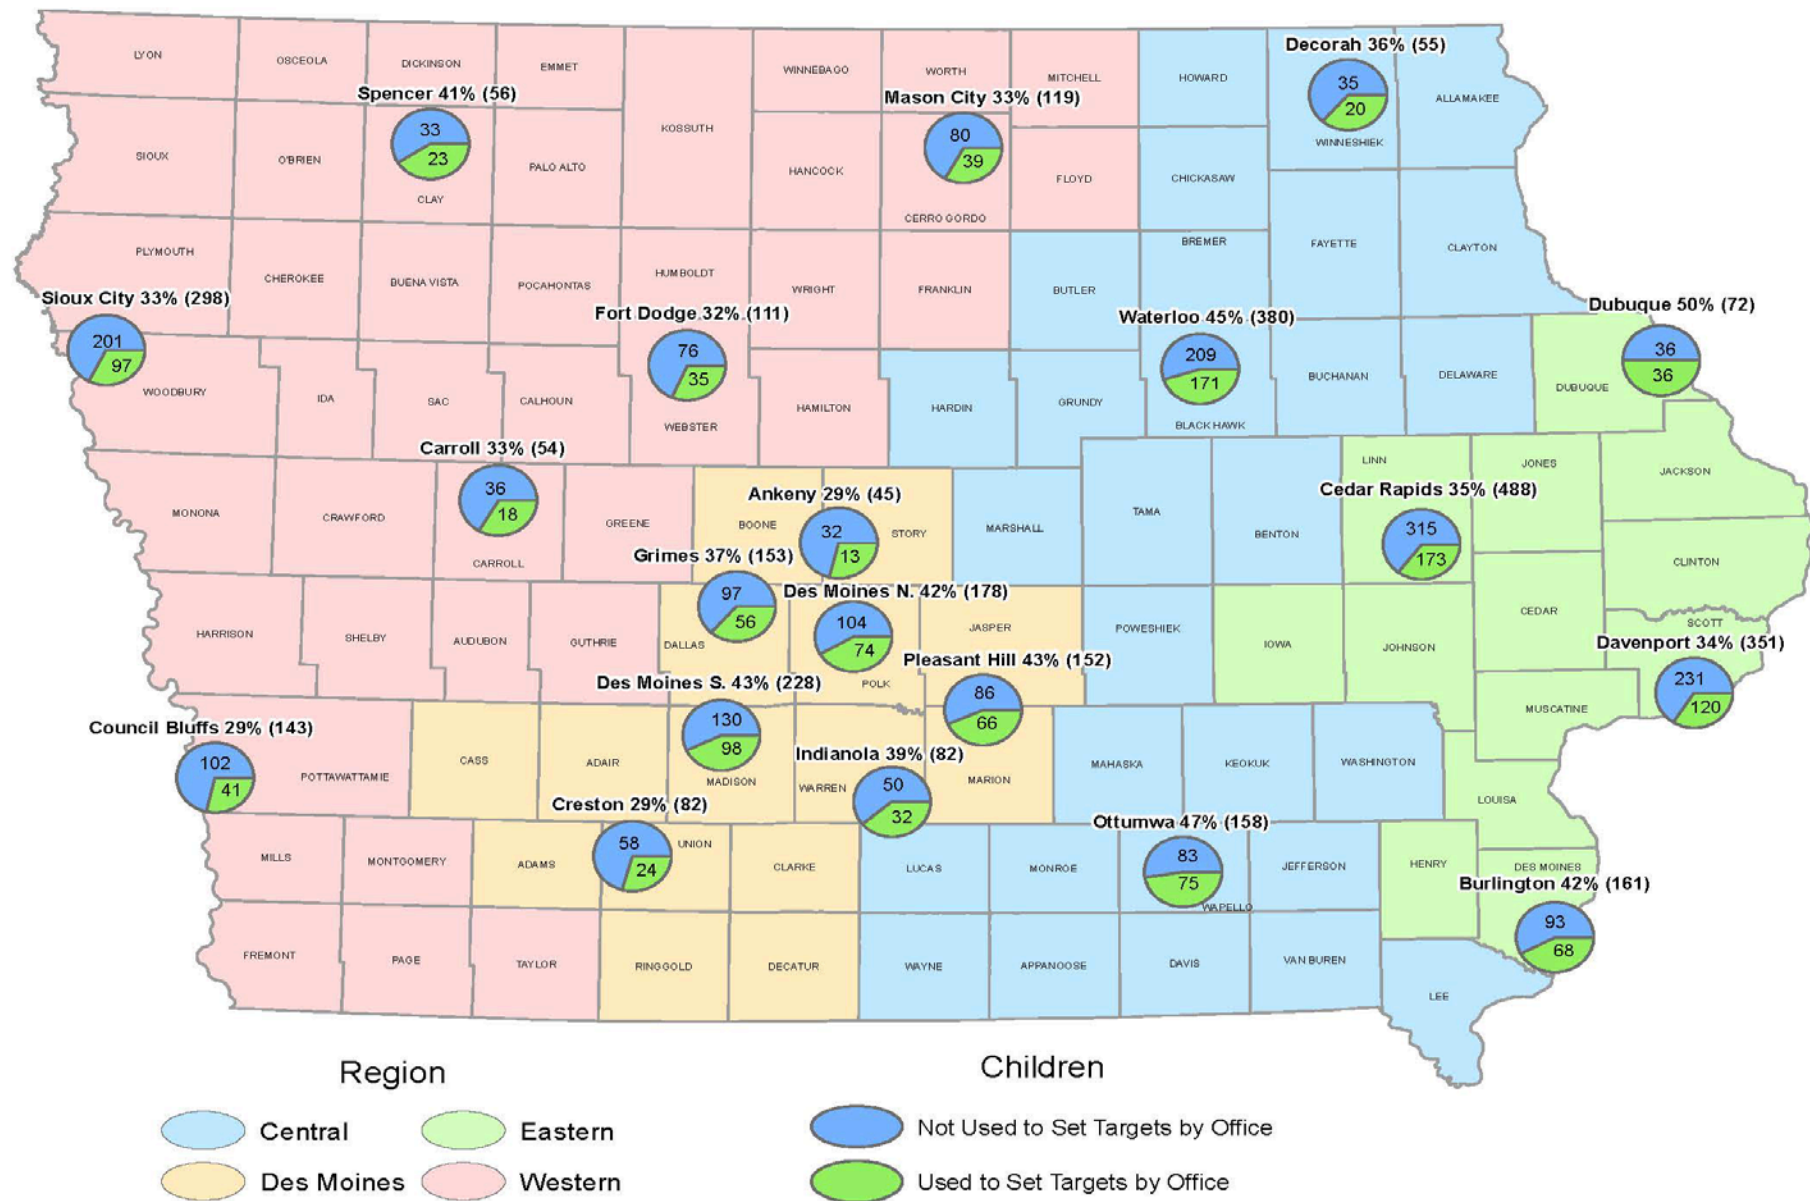 LYON
OSCEOLA
DICKINSON
EMMET
WINNEBAGO
WORTH
MITCHELL
HOWARD
Decorah 36% (55)
35
20
WINNESHIEK
ALLAMAKEE
Spencer 41% (56)
33
23
CLAY
KOSSUTH
Mason City 33% (119)
80
39
CERRO GORDO
SIOUX
O'BRIEN
PALO ALTO
HANCOCK
FLOYD
CHICKASAW
PLYMOUTH
CHEROKEE
BUENA VISTA
POCAHONTAS
HUMBOLDT
WRIGHT
FRANKLIN
BUTLER
BREMER
FAYETTE
CLAYTON
Sioux City 33% (298)
201
97
WOODBURY
IDA
SAC
CALHOUN
Fort Dodge 32% (111)
76
35
WEBSTER
HAMILTON
HARDIN
GRUNDY
Waterloo 45% (380)
209
171
BLACK HAWK
BUCHANAN
DELAWARE
Dubuque 50% (72)
36
36
DUBUQUE
Carroll 33% (54)
36
18
CARROLL
MONONA
CRAWFORD
GREENE
Ankeny 29% (45)
BOONE
32
13
STORY
MARSHALL
TAMA
BENTON
LINN
Cedar Rapids 35% (488)
315
173
JONES
JACKSON
CLINTON
Grimes 37% (153)
97
56
DALLAS
Des Moines N. 42% (178)
104
74
POLK
JASPER
POWESHIEK
IOWA
JOHNSON
CEDAR
SCOTT
Davenport 34% (351)
231
120
MUSCATINE
HARRISON
SHELBY
AUDUBON
GUTHRIE
Des Moines S. 43% (228)
130
98
MADISON
Pleasant Hill 43% (152)
86
66
MARION
Council Bluffs 29% (143)
102
41
POTTAWATTAMIE
CASS
ADAIR
Indianola 39% (82)
WARREN
50
32
MAHASKA
KEOKUK
WASHINGTON
LOUISA
Creston 29% (82)
58
24
UNION
MILLS
MONTGOMERY
ADAMS
CLARKE
LUCAS
MONROE
Ottumwa 47% (158)
83
75
WAPELLO
JEFFERSON
HENRY
DES MOINES
Burlington 42% (161)
93
68
FREMONT
PAGE
TAYLOR
RINGGOLD
DECATUR
WAYNE
APPANOOSE
DAVIS
VAN BUREN
LEE
Region
Central
Eastern
Des Moines
Western
Children
Not Used to Set Targets by Office
Used to Set Targets by Office